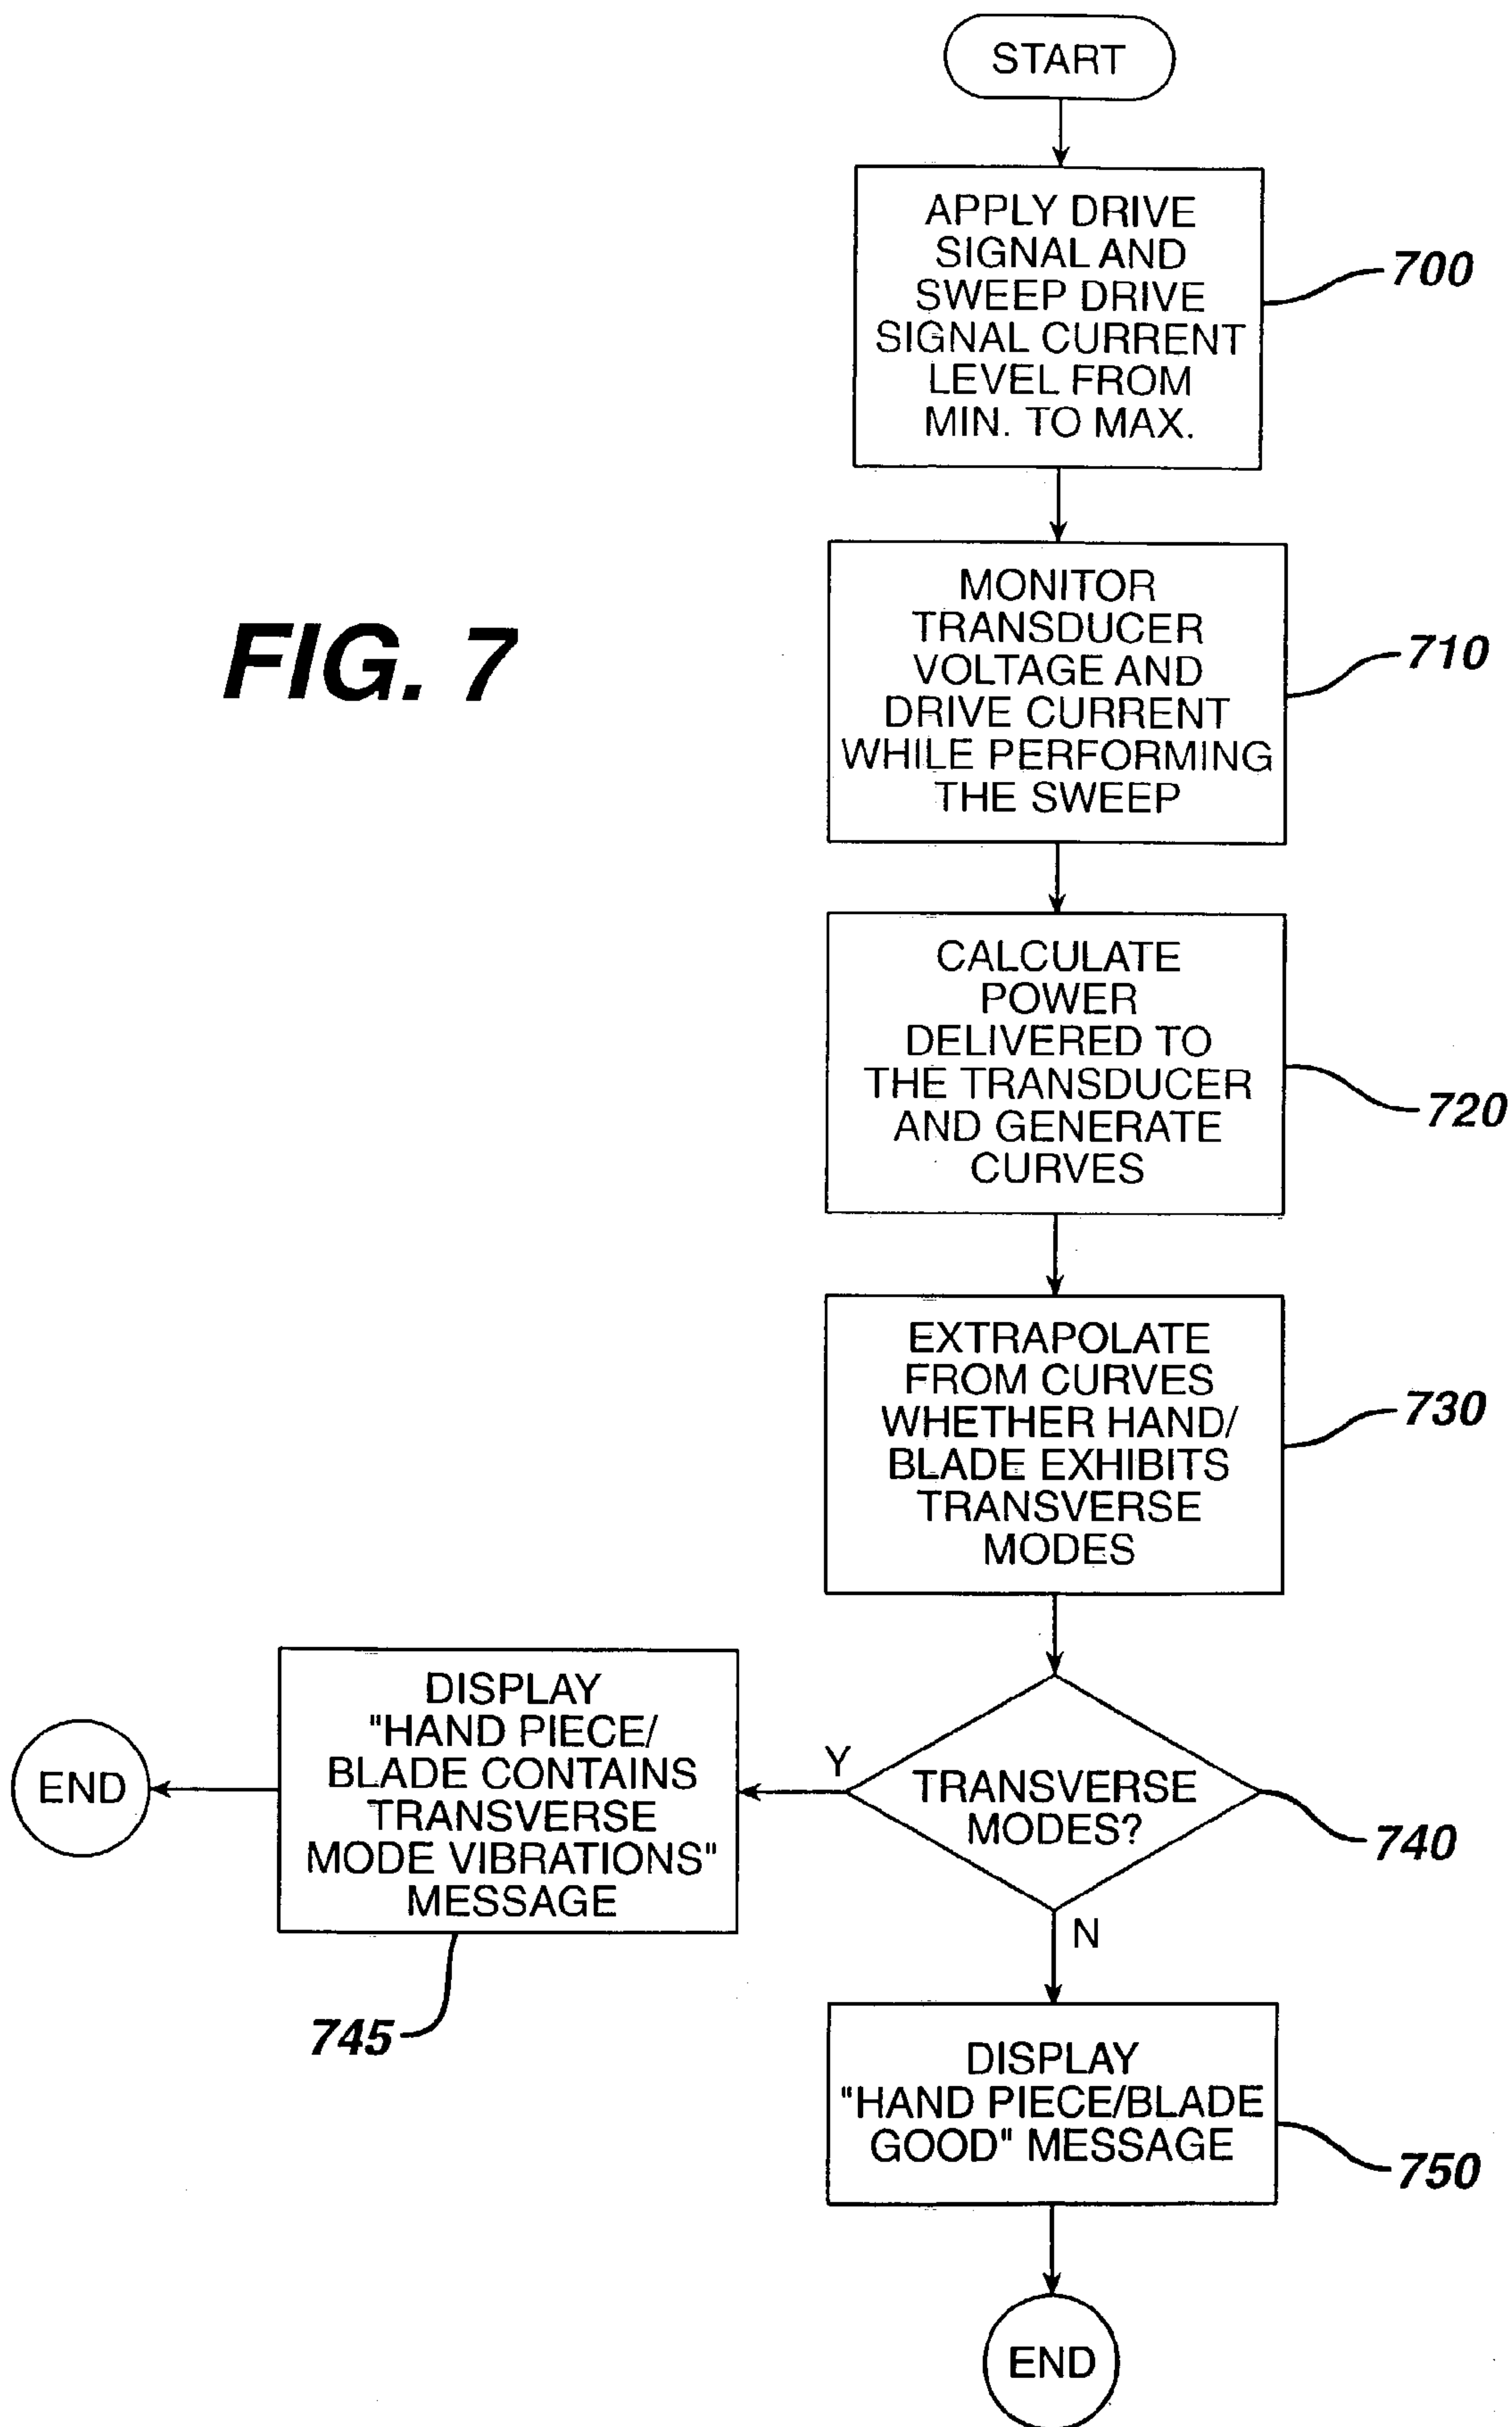 START
APPLY DRIVE
SIGNAL AND
SWEEP DRIVE
SIGNAL CURRENT
LEVEL FROM
MIN. TO MAX.
700
FIG. 7
MONITOR
TRANSDUCER
VOLTAGE AND
DRIVE CURRENT
WHILE PERFORMING
THE SWEEP
710
CALCULATE
POWER
DELIVERED TO
THE TRANSDUCER
AND GENERATE
CURVES
720
EXTRAPOLATE
FROM CURVES
WHETHER HAND/
BLADE EXHIBITS
TRANSVERSE
MODES
730
TRANSVERSE
MODES?
740
Y
DISPLAY
"HAND PIECE/
BLADE CONTAINS
TRANSVERSE
MODE VIBRATIONS"
MESSAGE
745
END
N
DISPLAY
"HAND PIECE/BLADE
GOOD" MESSAGE
750
END